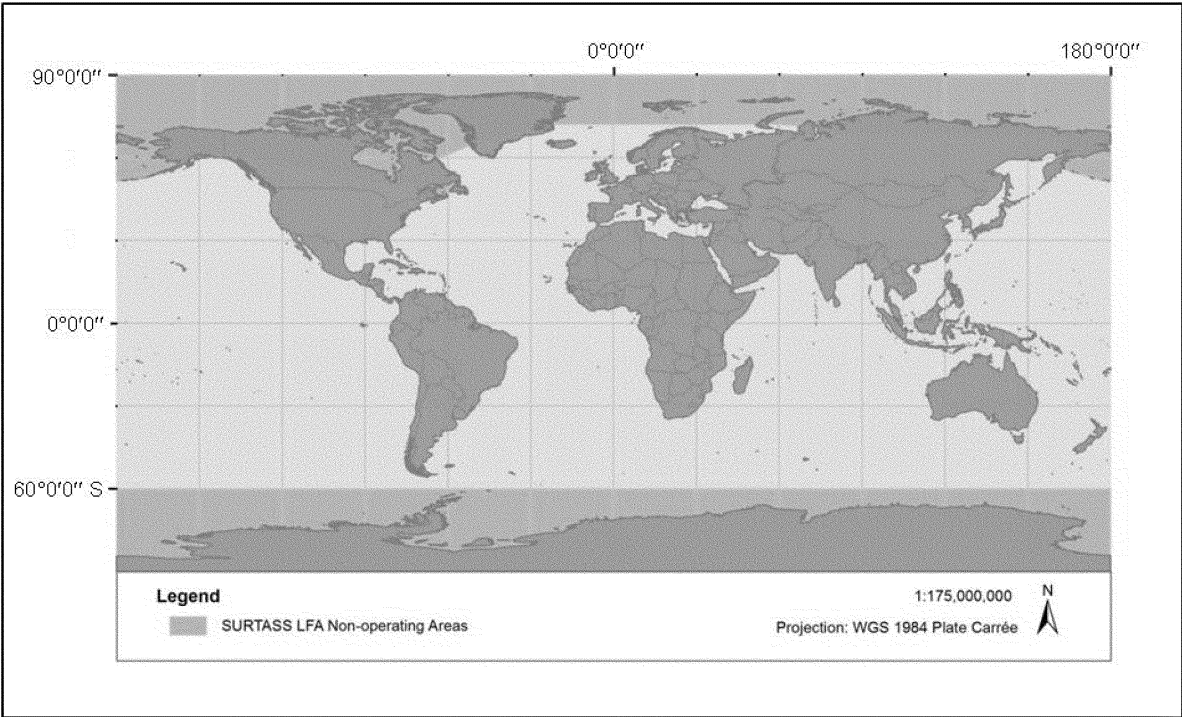 0°0′0″ 180°0′0″
90°0′0″
0°0′0″
60°0′0″ S
Legend
SURTASS LFA Non-operating Areas
1:175,000,000
N
Projection: WGS 1984 Plate Carrée